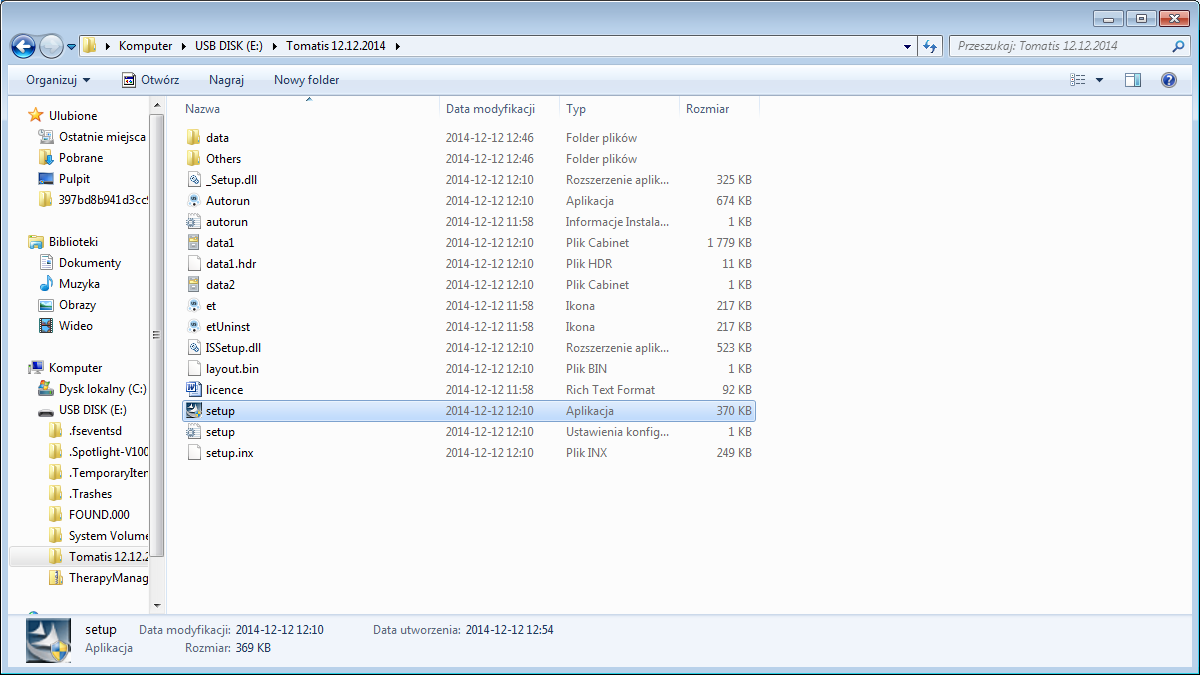 Komputer USB DISK (E:) Tomatis 12.12.2014 Przeszukaj: Tomatis 12.12.2014
Organizuj Otwórz Nagraj Nowy folder
Ulubione
Ostatnie miejsca
Pobrane
Pulpit
397bd8b941d3cc9
Biblioteki
Dokumenty
Muzyka
Obrazy
Wideo
Komputer
Dysk lokalny (C:)
USB DISK (E:)
.fseventsd
.Spotlight-V100
.TemporaryIter
.Trashes
FOUND.000
System Volume
Tomatis 12.12.2
TherapyManag
Nazwa Data modyfikacji Typ Rozmiar
data 2014-12-12 12:46 Folder plików
Others 2014-12-12 12:46 Folder plików
_Setup.dll 2014-12-12 12:10 Rozszerzenie aplik... 325 KB
Autorun 2014-12-12 12:10 Aplikacja 674 KB
autorun 2014-12-12 11:58 Informacje Instala... 1 KB
data1 2014-12-12 12:10 Plik Cabinet 1 779 KB
data1.hdr 2014-12-12 12:10 Plik HDR 11 KB
data2 2014-12-12 12:10 Plik Cabinet 1 KB
et 2014-12-12 11:58 Ikona 217 KB
etUninst 2014-12-12 11:58 Ikona 217 KB
ISSetup.dll 2014-12-12 12:10 Rozszerzenie aplik... 523 KB
layout.bin 2014-12-12 12:10 Plik BIN 1 KB
licence 2014-12-12 11:58 Rich Text Format 92 KB
setup 2014-12-12 12:10 Aplikacja 370 KB
setup 2014-12-12 12:10 Ustawienia konfig... 1 KB
setup.inx 2014-12-12 12:10 Plik INX 249 KB
setup Data modyfikacji: 2014-12-12 12:10 Data utworzenia: 2014-12-12 12:54
Aplikacja Rozmiar: 369 KB